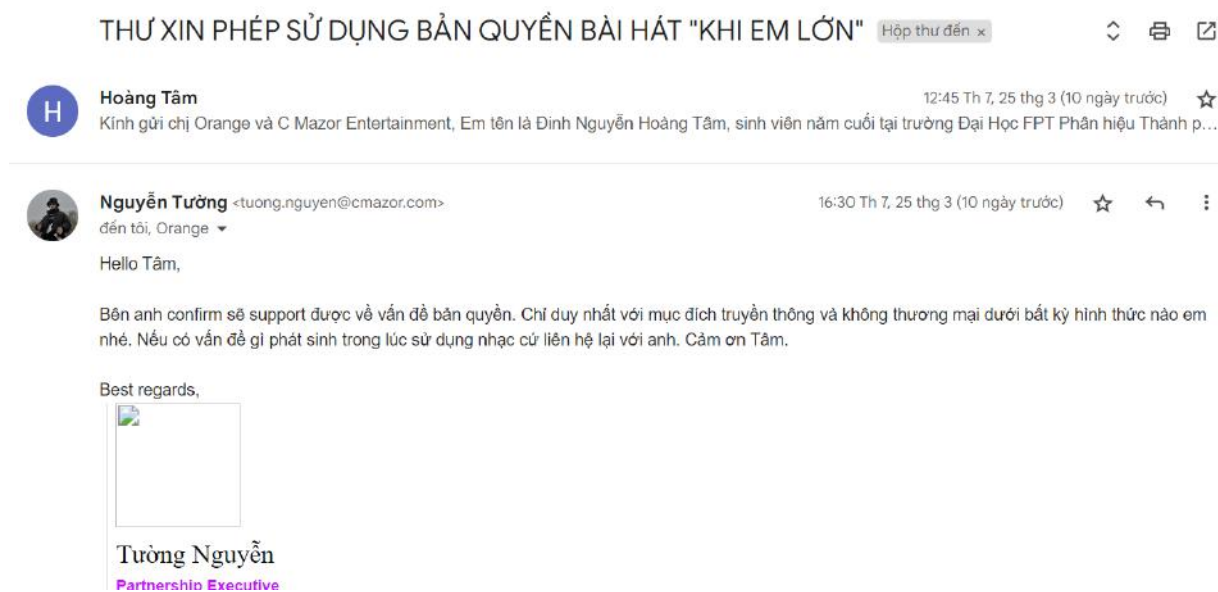 THƯ XIN PHÉP SỬ DỤNG BẢN QUYỀN BÀI HÁT "KHI EM LỚN" Hộp thư đến ×
H
Hoàng Tâm 12:45 Th 7, 25 thg 3 (10 ngày trước)
Kính gửi chị Orange và C Mazor Entertainment, Em tên là Đinh Nguyễn Hoàng Tâm, sinh viên năm cuối tại trường Đại Học FPT Phân hiệu Thành p...
Nguyễn Tường <tuong.nguyen@cmazor.com> 16:30 Th 7, 25 thg 3 (10 ngày trước)
đến tôi, Orange
Hello Tâm,
Bên anh confirm sẽ support được về vấn đề bản quyền. Chỉ duy nhất với mục đích truyền thông và không thương mại dưới bất kỳ hình thức nào em
nhé. Nếu có vấn đề gì phát sinh trong lúc sử dụng nhạc cứ liên hệ lại với anh. Cảm ơn Tâm.
Best regards,
Tường Nguyễn
Partnership Executive